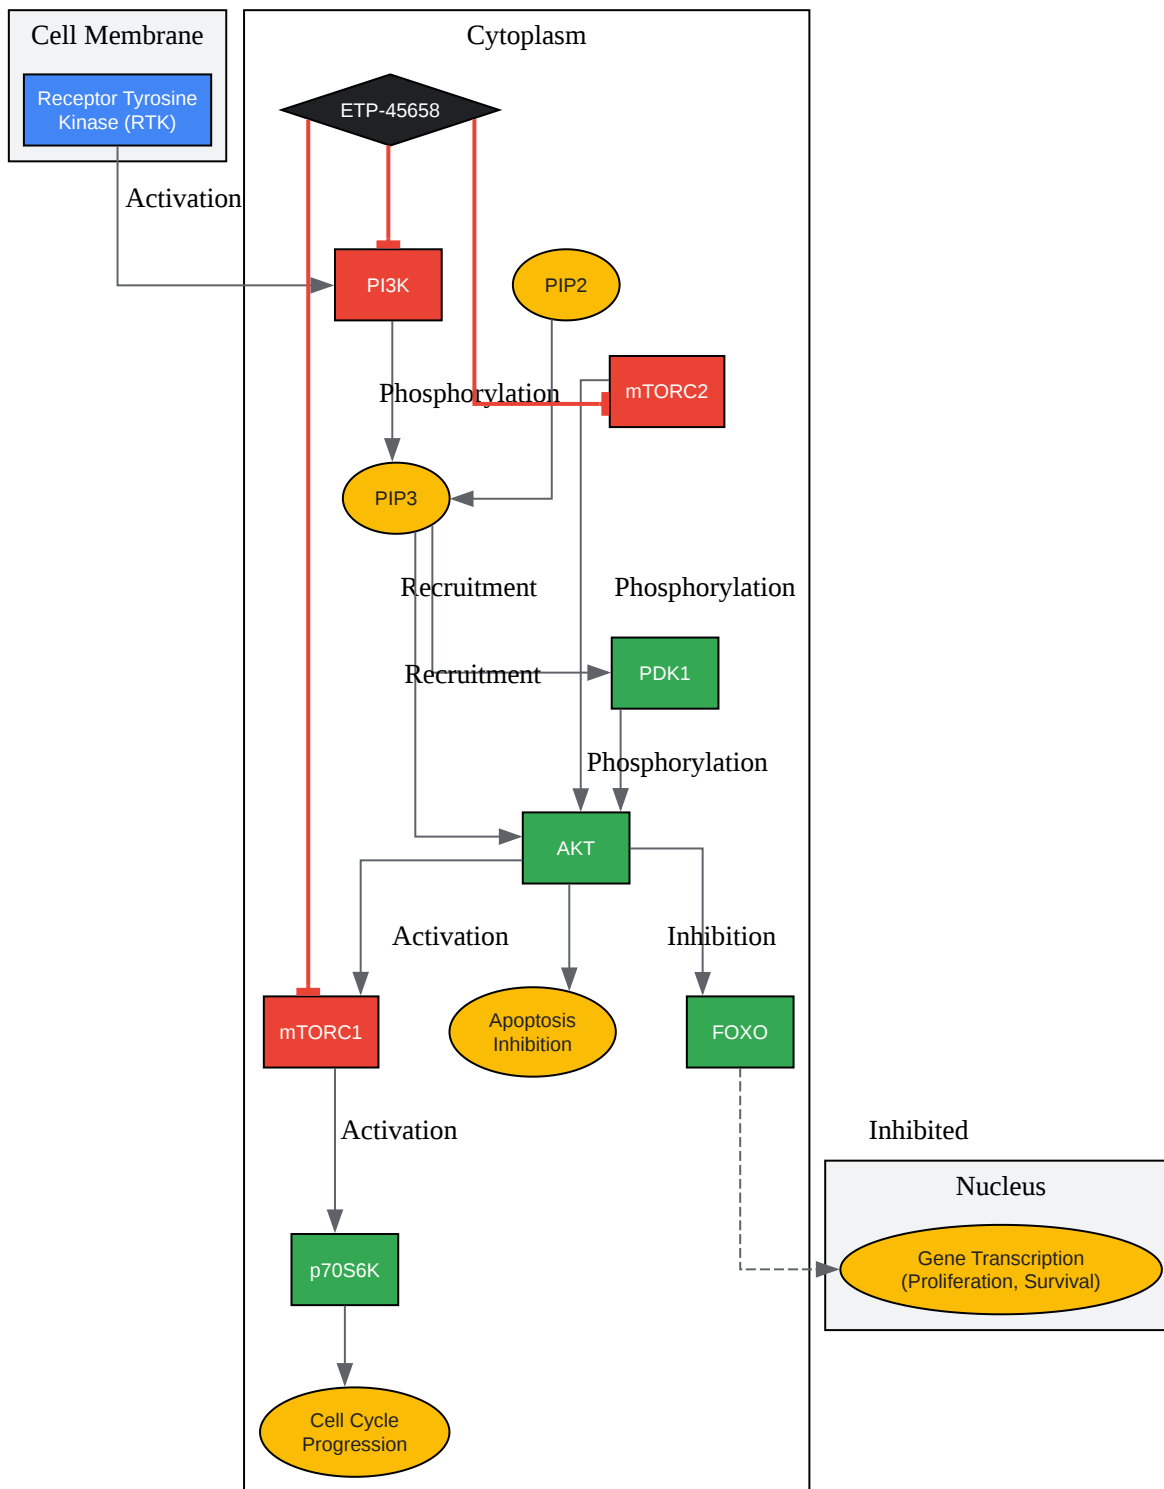 Cell Membrane
Cytoplasm
Receptor Tyrosine
Kinase (RTK)
ETP-45658
Activation
PI3K
PIP2
Phosphorylation
mTORC2
PIP3
Recruitment
Phosphorylation
Recruitment
PDK1
Phosphorylation
AKT
Activation
Inhibition
mTORC1
Apoptosis
Inhibition
FOXO
Activation
Inhibited
Nucleus
p70S6K
Gene Transcription
(Proliferation, Survival)
Cell Cycle
Progression